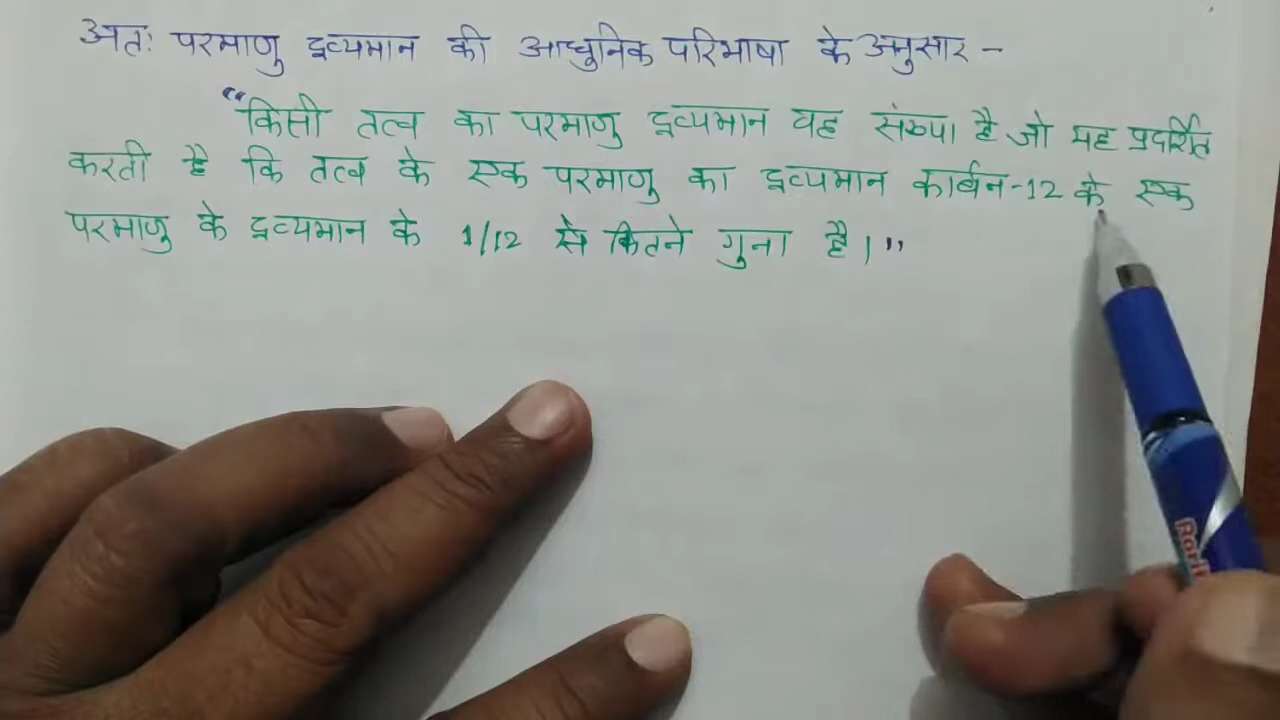 अतः परमाणु द्रव्यमान की आधुनिक परिभाषा के अनुसार -
"किसी तत्व का परमाणु द्रव्यमान वह संख्या है जो यह प्रदर्शित
करती है कि तत्व के एक परमाणु का द्रव्यमान कार्बन-12 के एक
परमाणु के द्रव्यमान के 1/12 से कितने गुना है।"